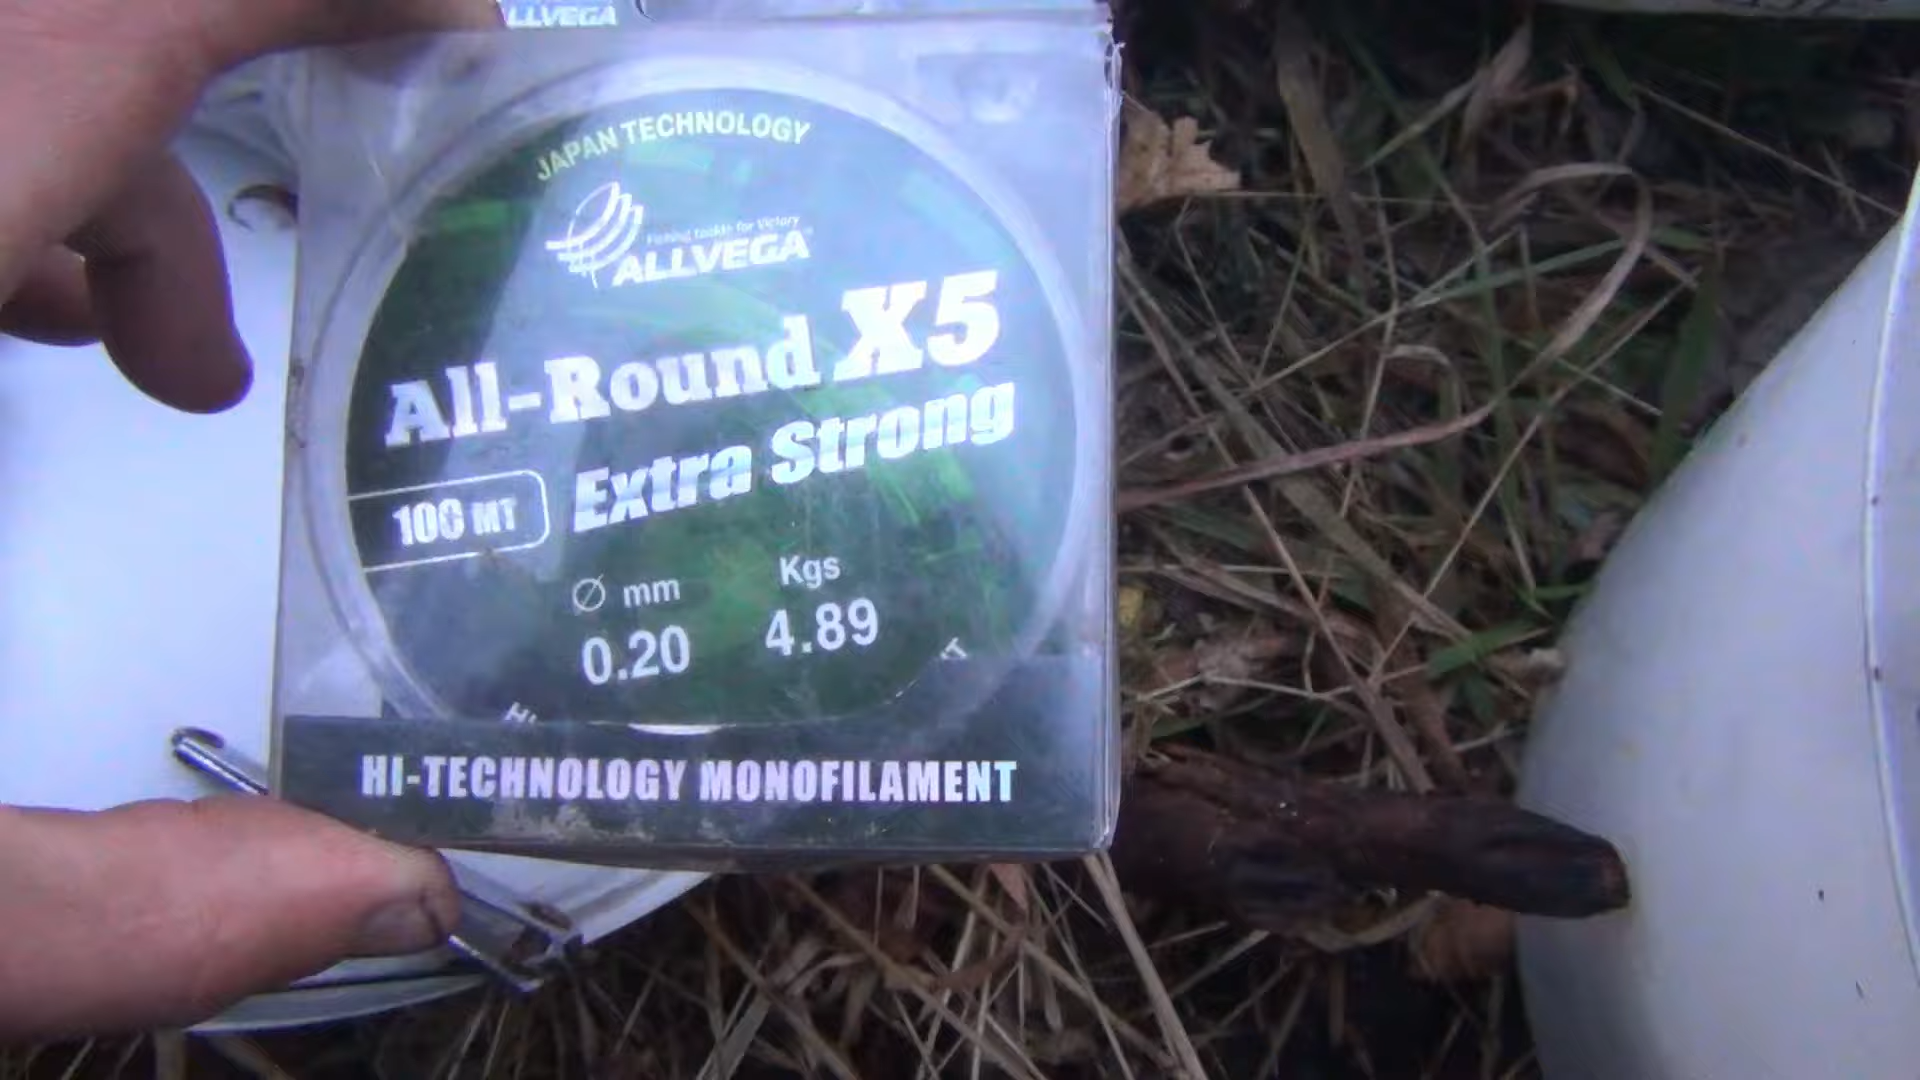 ALLVEGA
JAPAN TECHNOLOGY
Fishing tackle for Victory
ALLVEGA
All-Round X5
Extra Strong
100 MT
Ø mm
Kgs
0.20
4.89
HI-TECHNOLOGY MONOFILAMENT